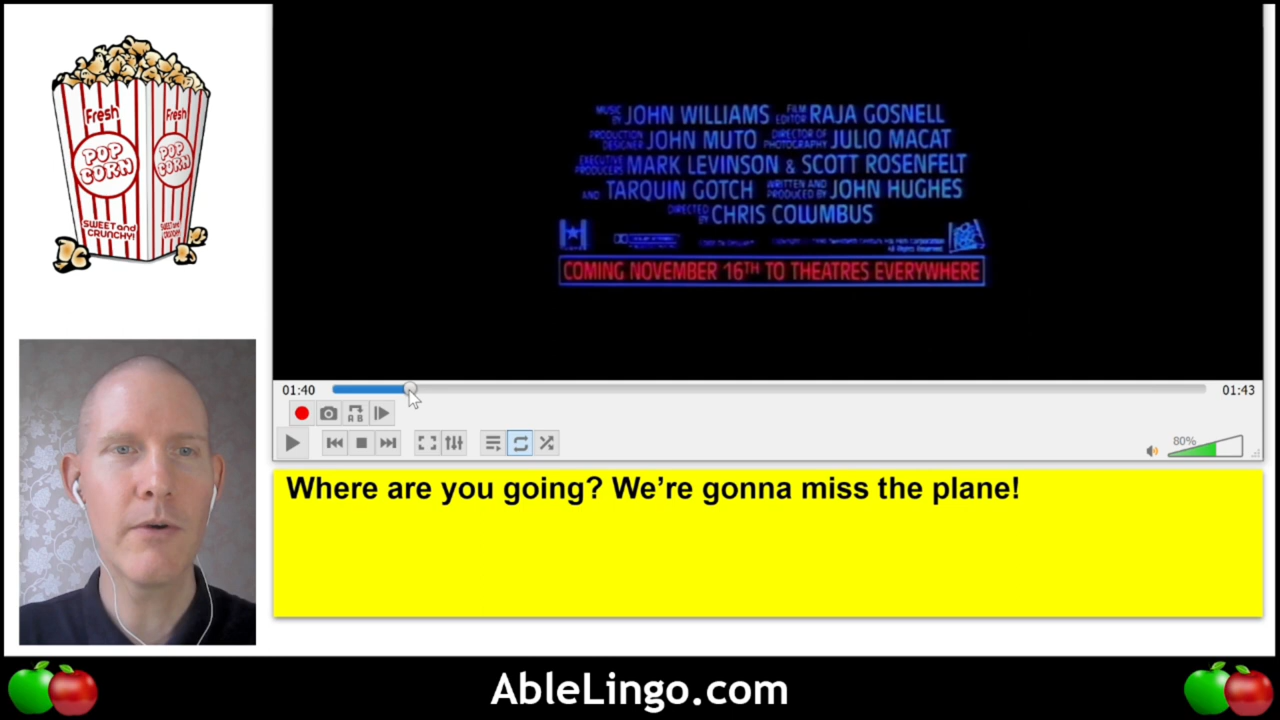 Fresh
Fresh
POP
CORN
POP
CORN
SWEET and
CRUNCHY!
MUSIC BY JOHN WILLIAMS FILM EDITOR RAJA GOSNELL
PRODUCTION DESIGNER JOHN MUTO DIRECTOR OF PHOTOGRAPHY JULIO MACAT
EXECUTIVE PRODUCERS MARK LEVINSON & SCOTT ROSENFELT
AND TARQUIN GOTCH WRITTEN AND PRODUCED BY JOHN HUGHES
DIRECTED BY CHRIS COLUMBUS
All Rights Reserved
COMING NOVEMBER 16TH TO THEATRES EVERYWHERE
01:40
01:43
A B
80%
Where are you going? We’re gonna miss the plane!
AbleLingo.com